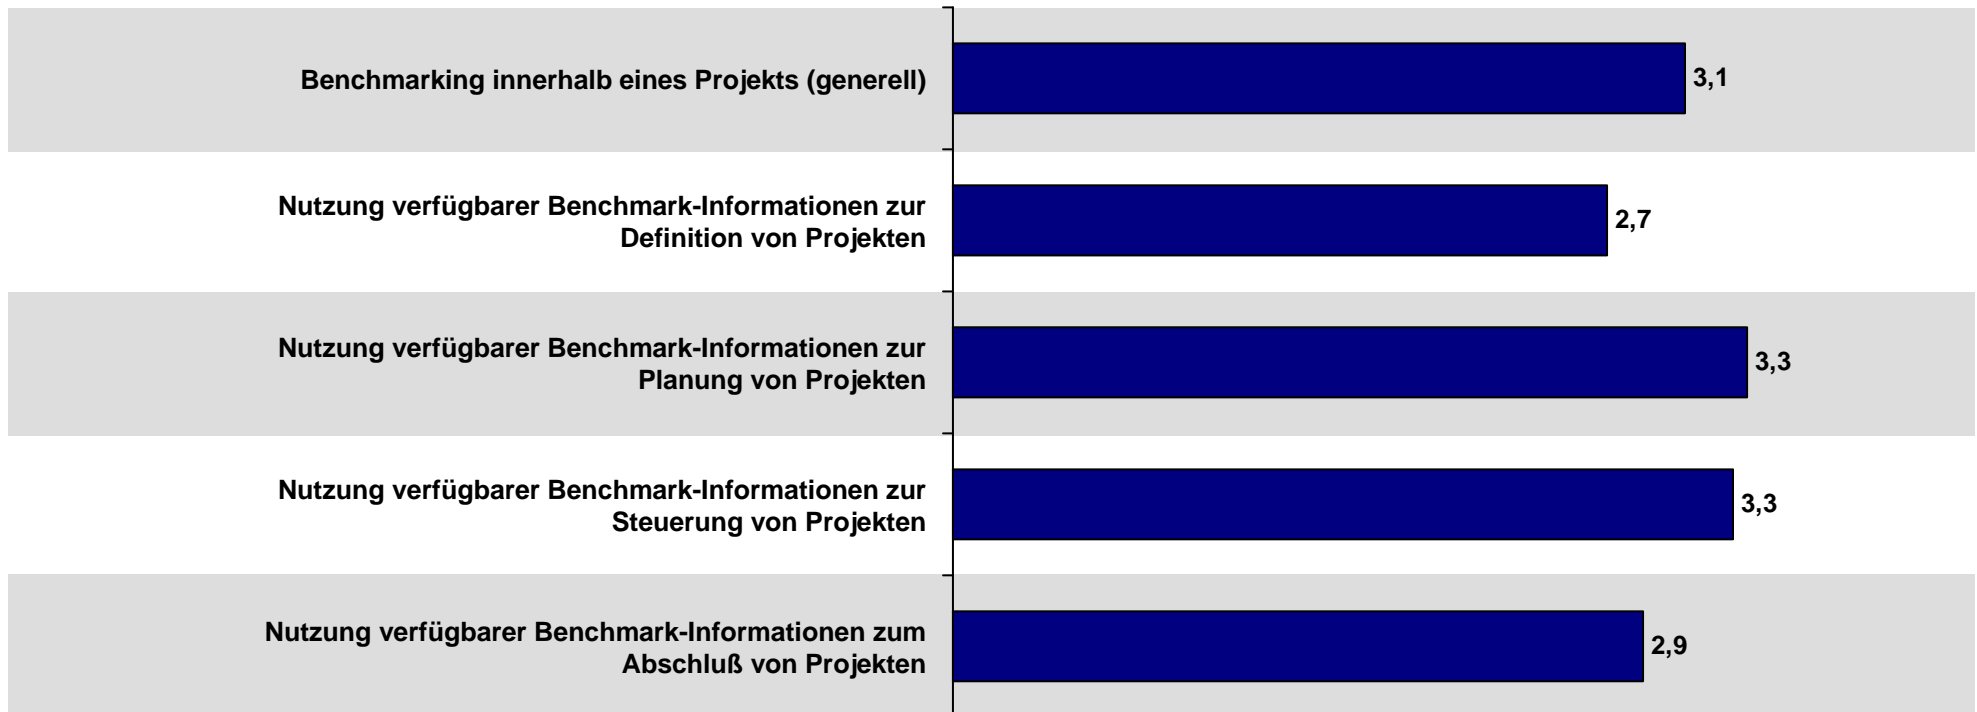 Benchmarking innerhalb eines Projekts (generell)
3,1
Nutzung verfügbarer Benchmark-Informationen zur
Definition von Projekten
2,7
Nutzung verfügbarer Benchmark-Informationen zur
Planung von Projekten
3,3
Nutzung verfügbarer Benchmark-Informationen zur
Steuerung von Projekten
3,3
Nutzung verfügbarer Benchmark-Informationen zum
Abschluß von Projekten
2,9